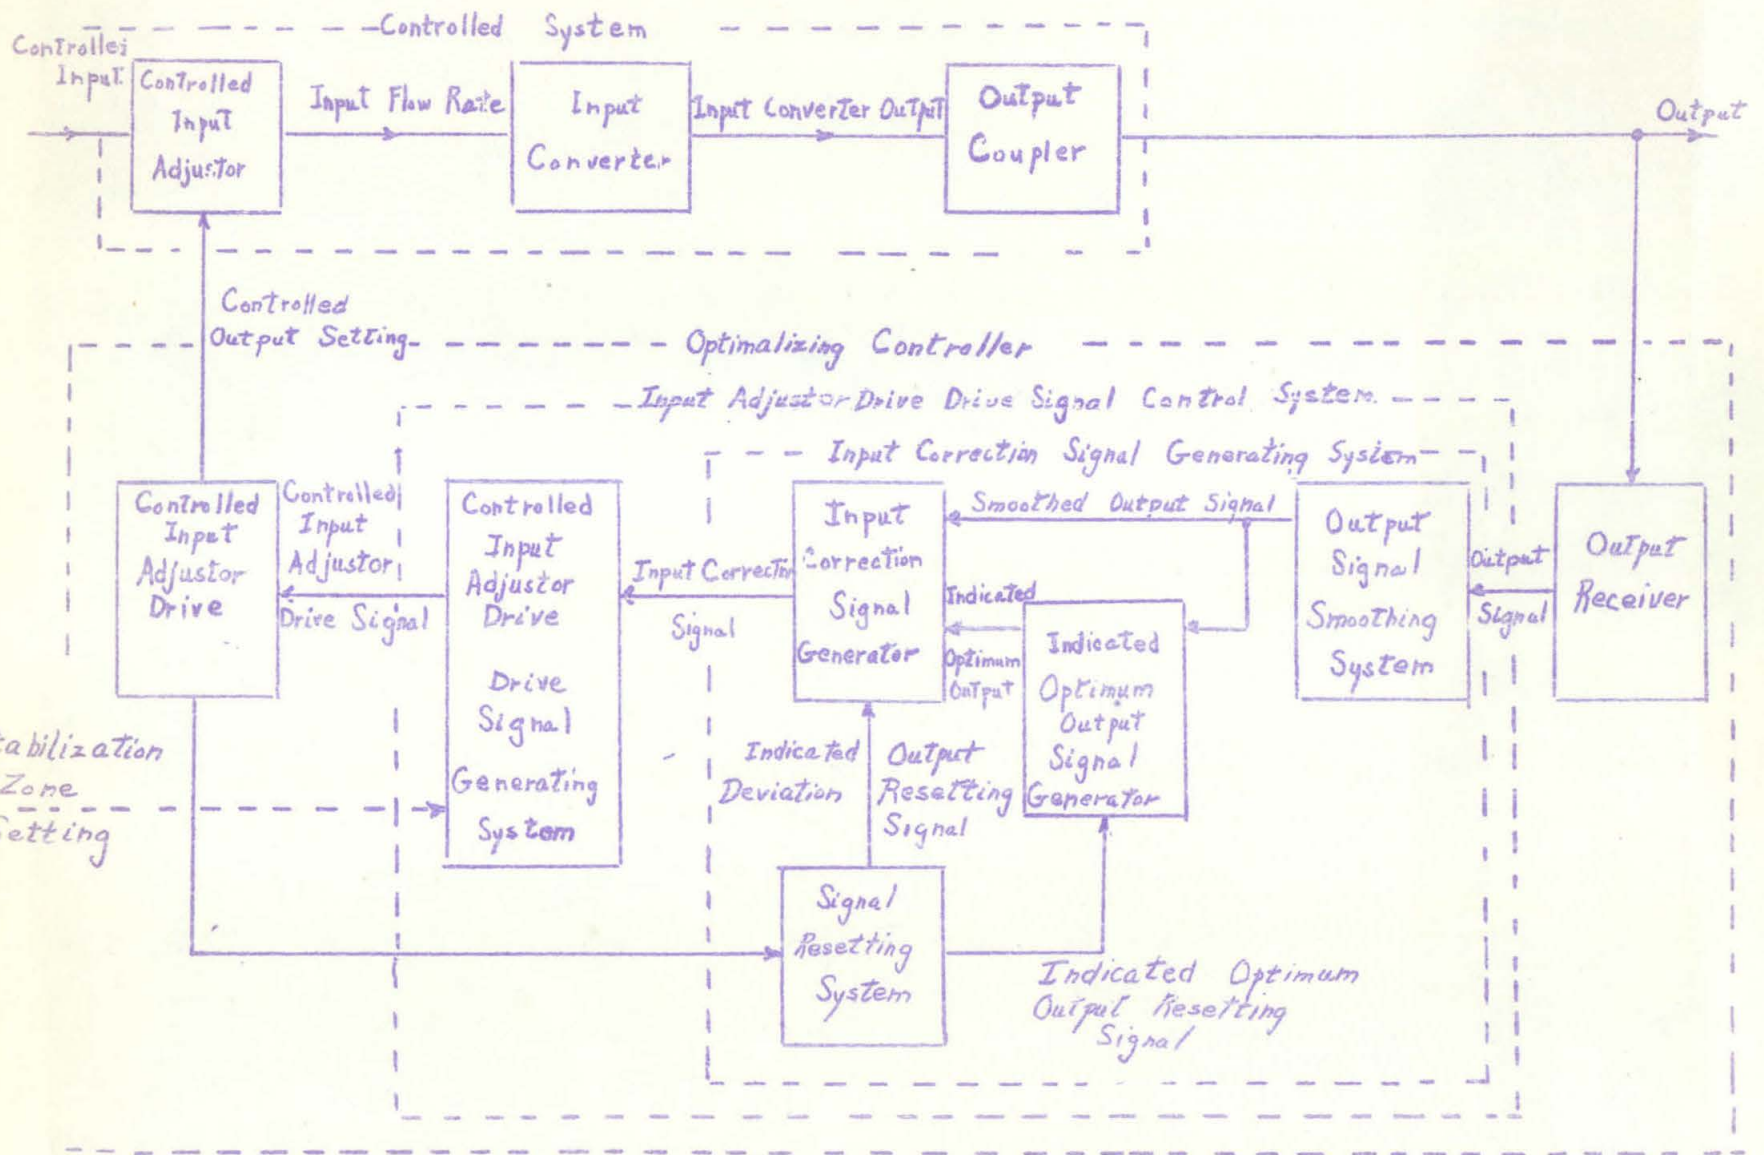 Controlled System
Controlled
Input
Controlled
Input
Adjustor
Input Flow Rate
Input
Converter
Input Converter Output
Output
Coupler
Output
Controlled
Output Setting
Optimalizing Controller
Input Adjustor Drive Drive Signal Control System
Input Correction Signal Generating System
Controlled
Input
Adjustor
Drive
Controlled
Input
Adjustor
Drive Signal
Controlled
Input
Adjustor
Drive
Drive
Signal
Generating
System
Input Correction
Signal
Input
Correction
Signal
Generator
Smoothed Output Signal
Indicated
Optimum
Output
Indicated
Optimum
Output
Signal
Generator
Output
Signal
Smoothing
System
Output
Signal
Output
Receiver
tabilization
Zone
Setting
Indicated
Deviation
Output
Resetting
Signal
Signal
Resetting
System
Indicated Optimum
Output Resetting
Signal